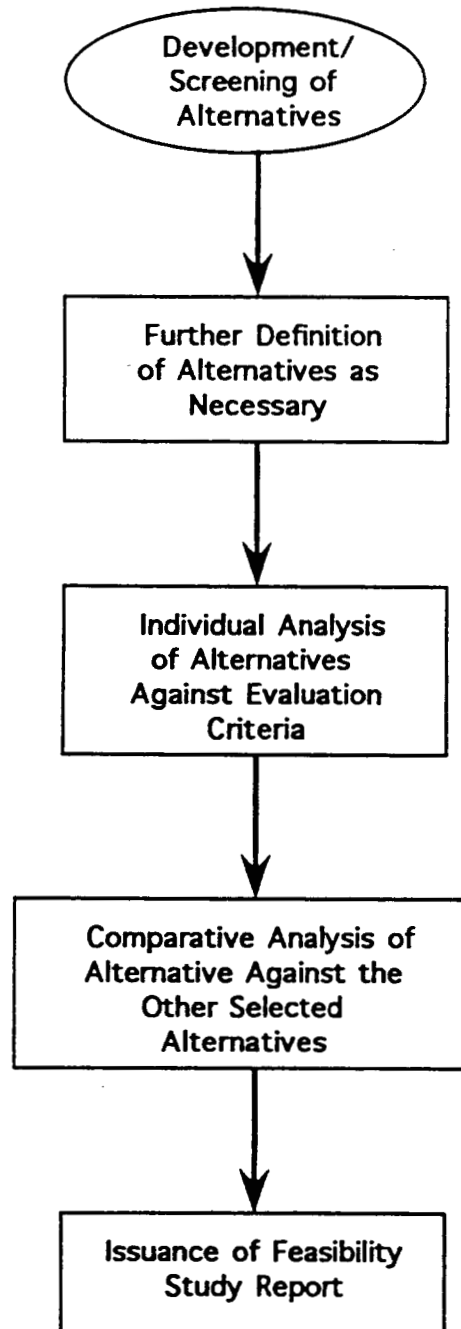 Development/
Screening of
Alternatives
Further Definition
of Alternatives as
Necessary
Individual Analysis
of Alternatives
Against Evaluation
Criteria
Comparative Analysis of
Alternative Against the
Other Selected
Alternatives
Issuance of Feasibility
Study Report